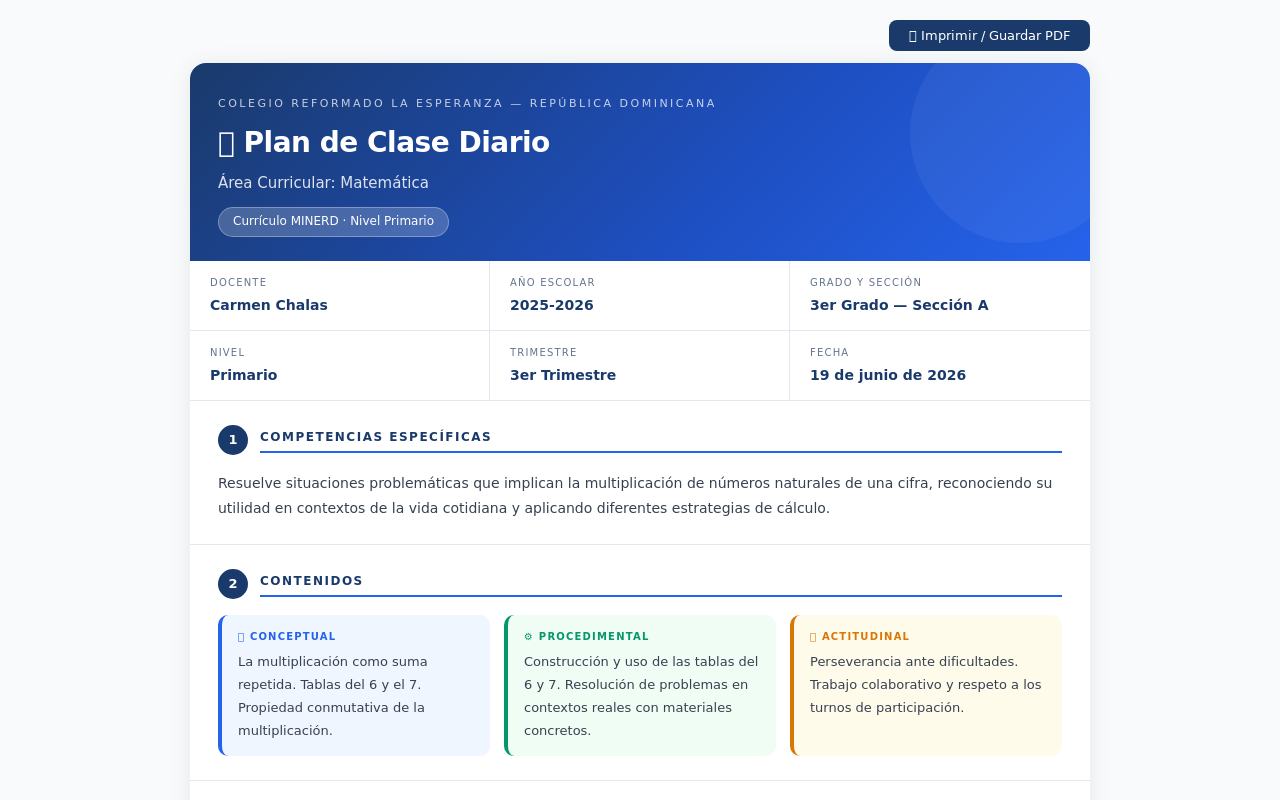 Imprimir / Guardar PDF
COLEGIO REFORMADO LA ESPERANZA — REPÚBLICA DOMINICANA
Plan de Clase Diario
Área Curricular: Matemática
Currículo MINERD · Nivel Primario
DOCENTE
Carmen Chalas
AÑO ESCOLAR
2025-2026
GRADO Y SECCIÓN
3er Grado — Sección A
NIVEL
Primario
TRIMESTRE
3er Trimestre
FECHA
19 de junio de 2026
1 COMPETENCIAS ESPECÍFICAS
Resuelve situaciones problemáticas que implican la multiplicación de números naturales de una cifra, reconociendo su
utilidad en contextos de la vida cotidiana y aplicando diferentes estrategias de cálculo.
2 CONTENIDOS
CONCEPTUAL
La multiplicación como suma
repetida. Tablas del 6 y el 7.
Propiedad conmutativa de la
multiplicación.
⚙ PROCEDIMENTAL
Construcción y uso de las tablas del
6 y 7. Resolución de problemas en
contextos reales con materiales
concretos.
ACTITUDINAL
Perseverancia ante dificultades.
Trabajo colaborativo y respeto a los
turnos de participación.